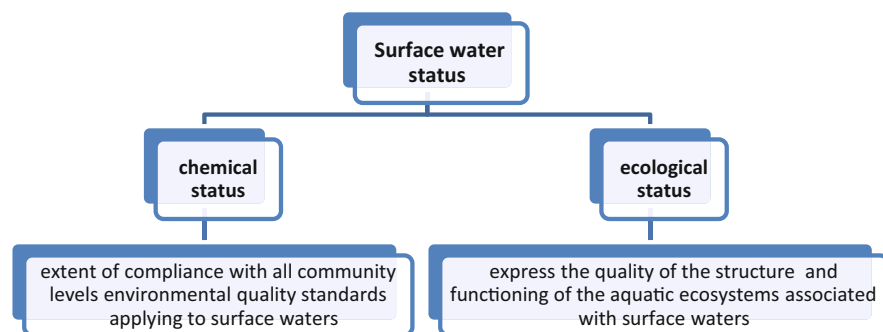 Surface water
status
chemical
status
ecological
status
extent of compliance with all community
levels environmental quality standards
applying to surface waters
express the quality of the structure and
functioning of the aquatic ecosystems associated
with surface waters